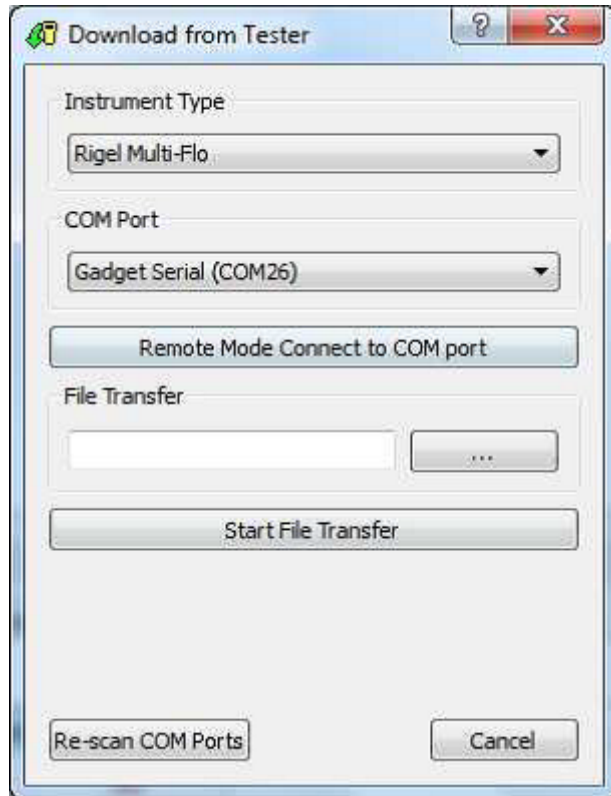 Download from Tester
Instrument Type
Rigel Multi-Flo
COM Port
Gadget Serial (COM26)
Remote Mode Connect to COM port
File Transfer
...
Start File Transfer
Re-scan COM Ports
Cancel